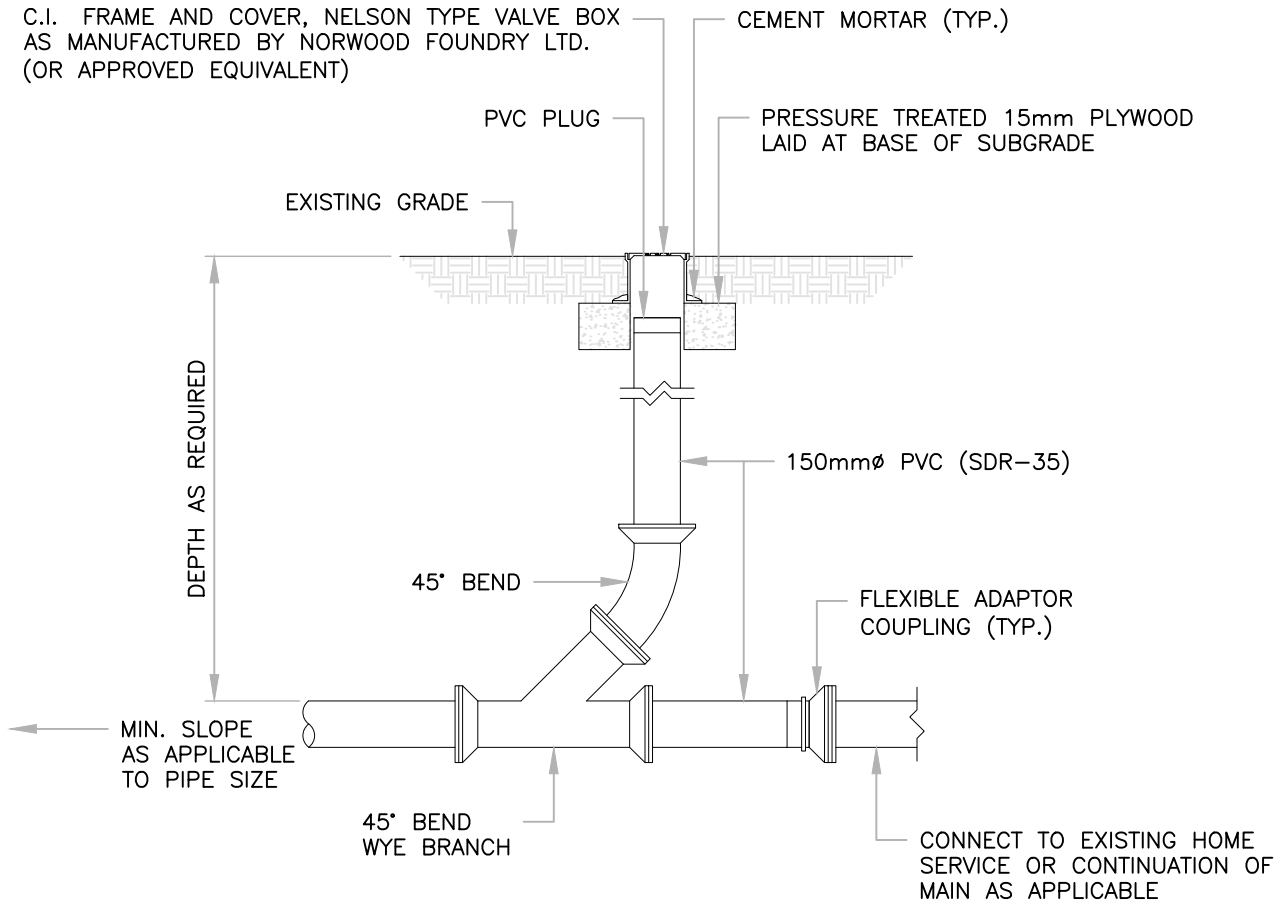 C.I. FRAME AND COVER, NELSON TYPE VALVE BOX
AS MANUFACTURED BY NORWOOD FOUNDRY LTD.
(OR APPROVED EQUIVALENT)
CEMENT MORTAR (TYP.)
PVC PLUG
PRESSURE TREATED 15mm PLYWOOD
LAID AT BASE OF SUBGRADE
EXISTING GRADE
DEPTH AS REQUIRED
150mmø PVC (SDR-35)
45° BEND
FLEXIBLE ADAPTOR
COUPLING (TYP.)
MIN. SLOPE
AS APPLICABLE
TO PIPE SIZE
45° BEND
WYE BRANCH
CONNECT TO EXISTING HOME
SERVICE OR CONTINUATION OF
MAIN AS APPLICABLE